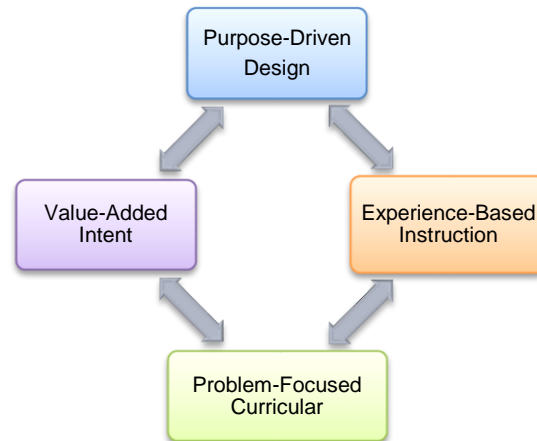 Purpose-Driven
Design
Value-Added
Intent
Experience-Based
Instruction
Problem-Focused
Curricular